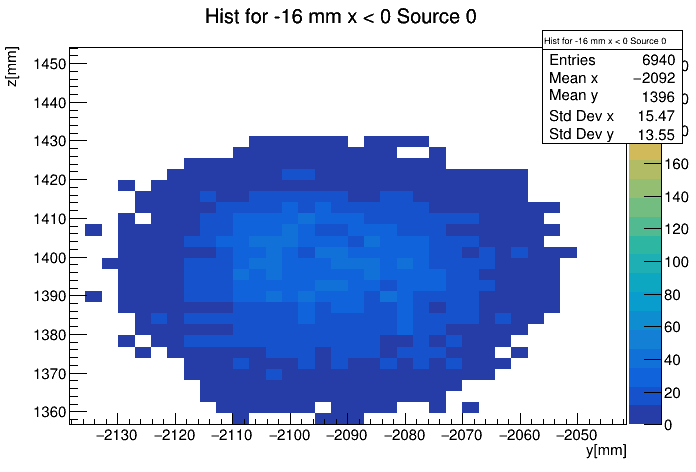 Hist for -16 mm x < 0 Source 0
Hist for -16 mm x < 0 Source 0
Entries 6940
Mean x −2092
Mean y 1396
Std Dev x 15.47
Std Dev y 13.55
z[mm]
1450
1440
1430
1420
1410
1400
1390
1380
1370
1360
−2130 −2120 −2110 −2100 −2090 −2080 −2070 −2060 −2050
y[mm]
160
140
120
100
80
60
40
20
0